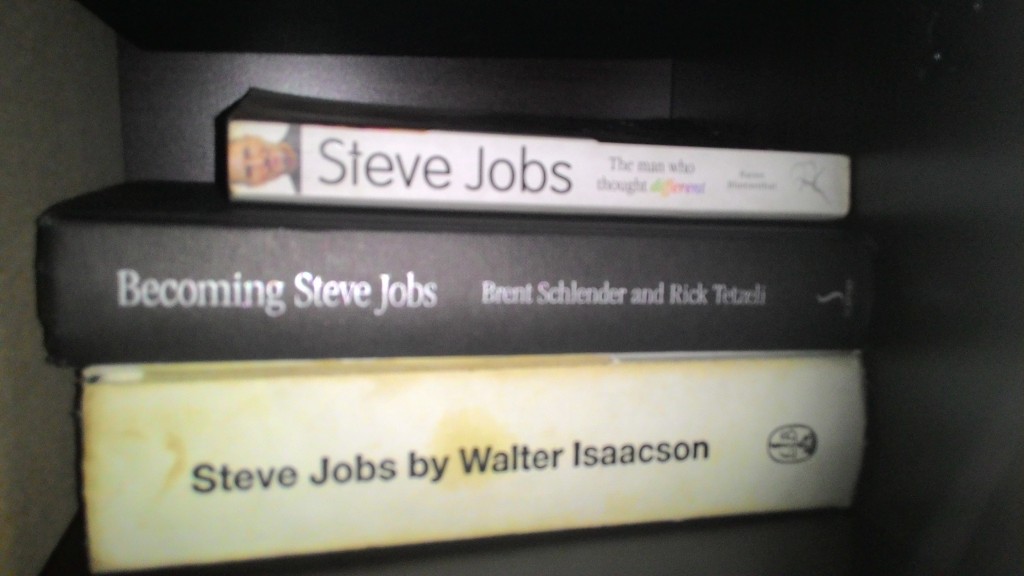 Steve Jobs
The man who
thought different
Becoming Steve Jobs
Brent Schlender and Rick Tetzeli
Steve Jobs by Walter Isaacson